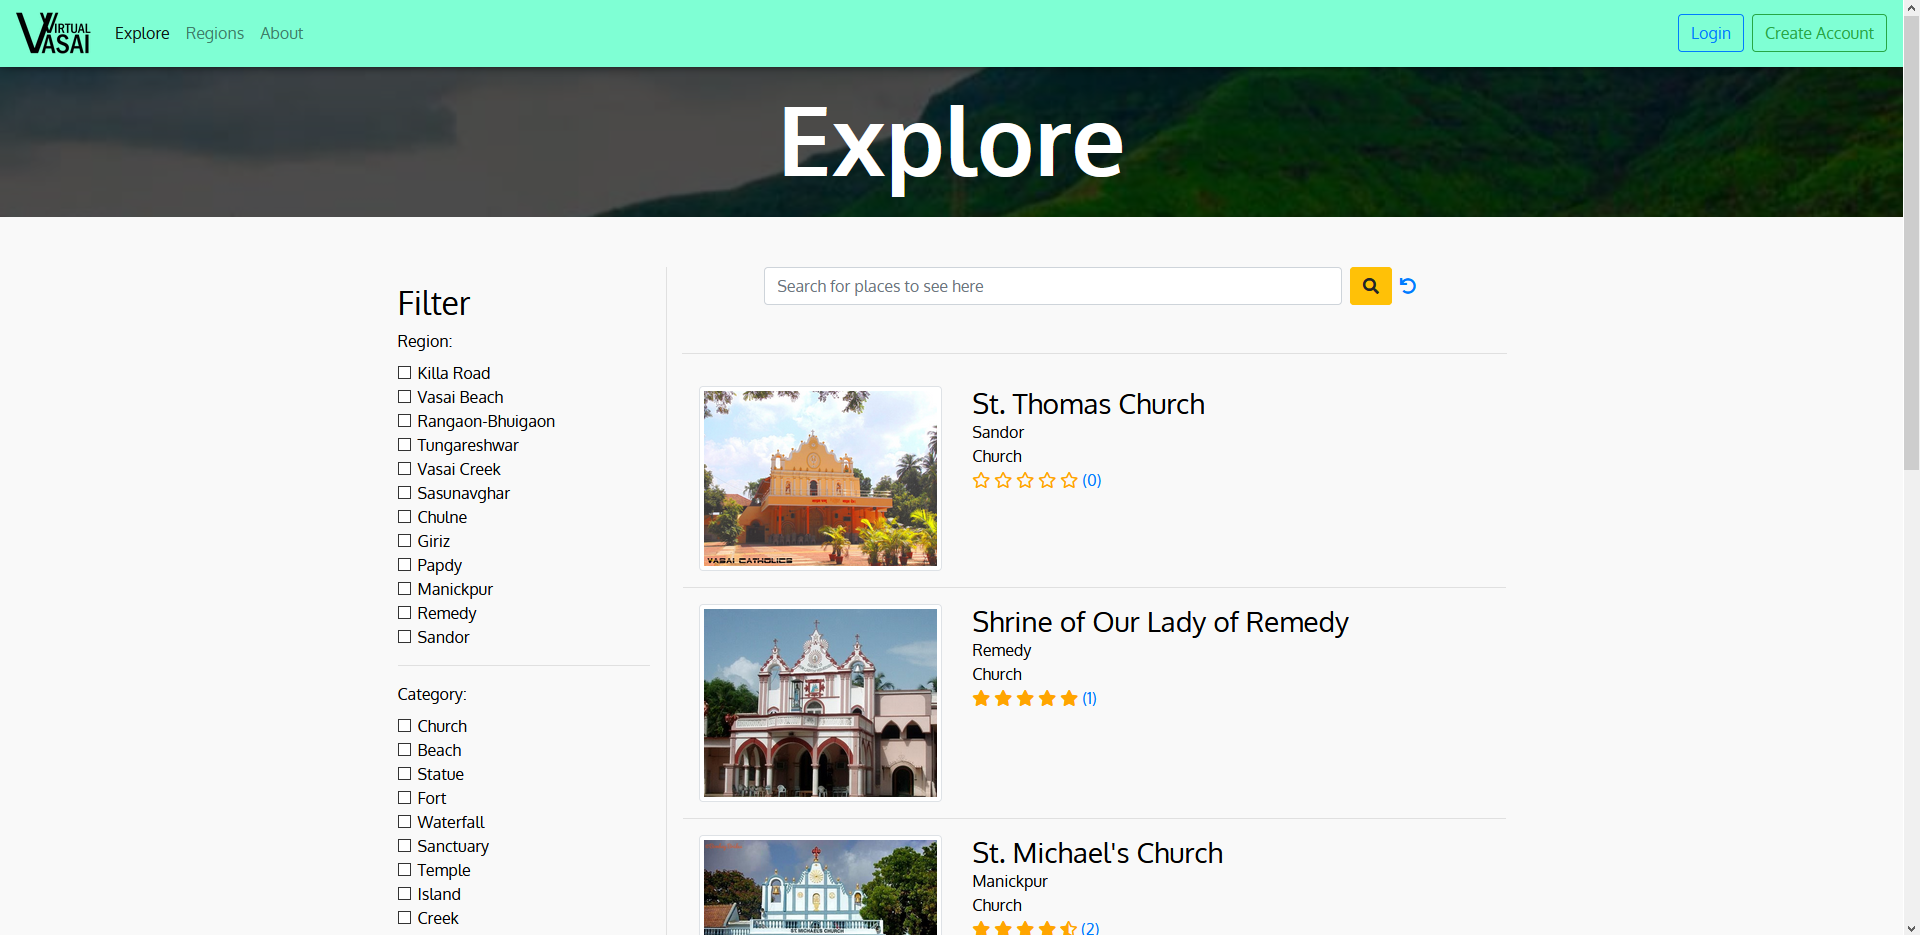 VIRTUAL
VASAI
Explore
Regions
About
Login
Create Account
Explore
Filter
Region:
Killa Road
Vasai Beach
Rangaon-Bhuigaon
Tungareshwar
Vasai Creek
Sasunavghar
Chulne
Giriz
Papdy
Manickpur
Remedy
Sandor
Category:
Church
Beach
Statue
Fort
Waterfall
Sanctuary
Temple
Island
Creek
Search for places to see here
St. Thomas Church
Sandor
Church
(0)
VASAI CATHOLICS
Shrine of Our Lady of Remedy
Remedy
Church
(1)
St. Michael's Church
Manickpur
Church
(2)
ST. MICHAEL'S CHURCH